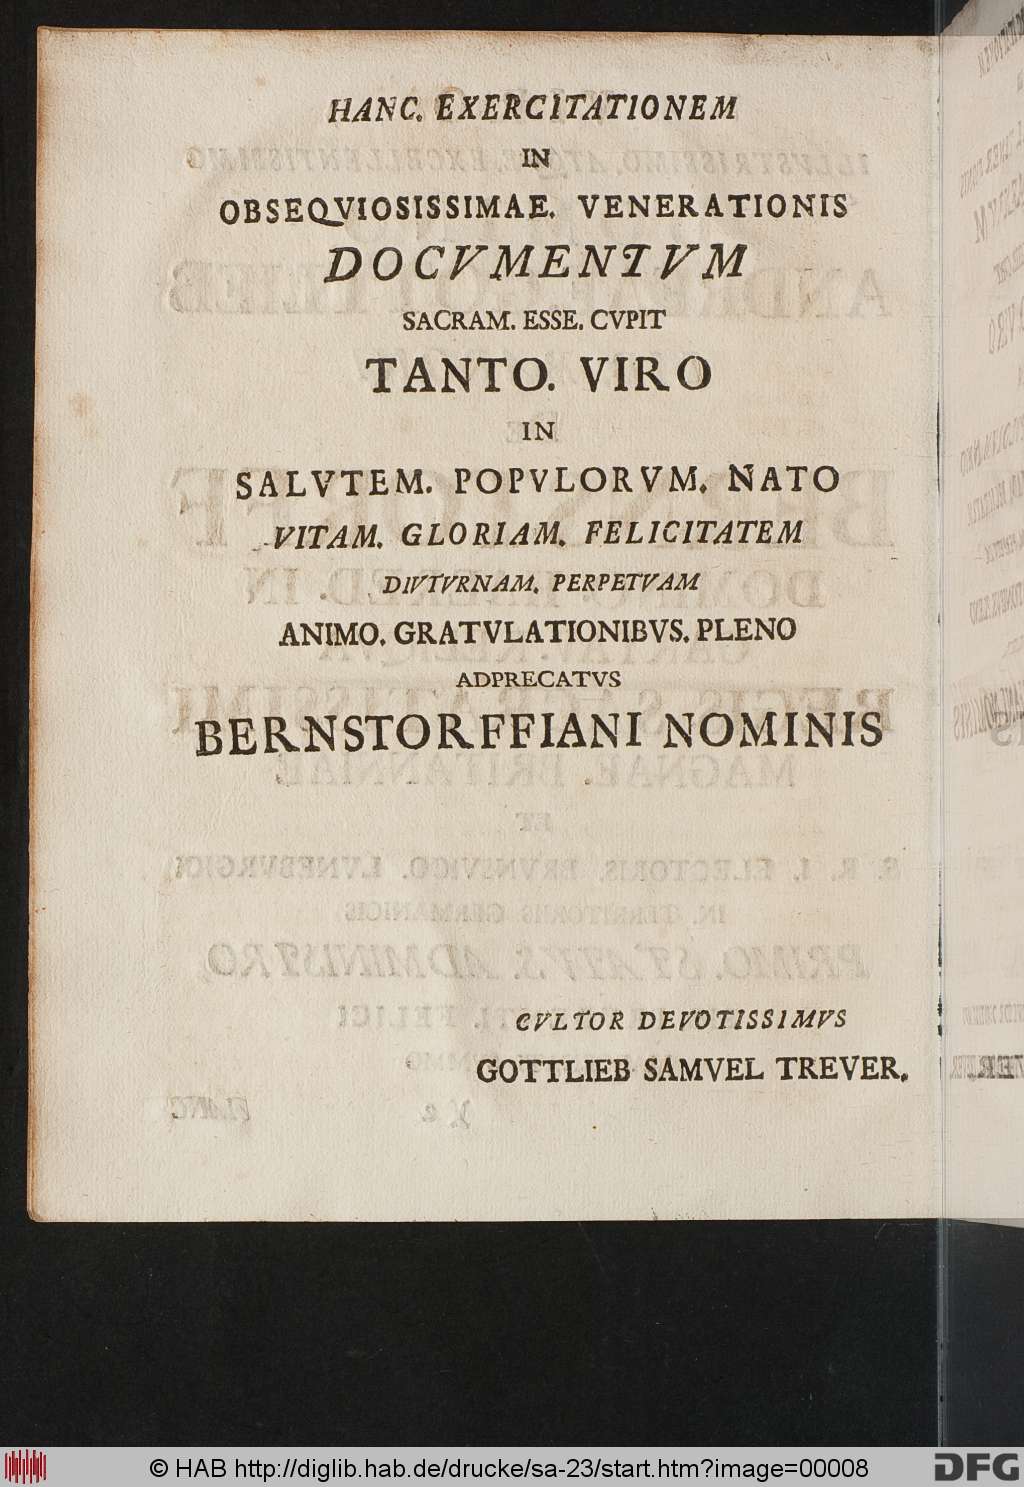 HANC. EXERCITATIONEM
IN
OBSEQVIOSISSIMAE. VENERATIONIS
DOCVMENTVM
SACRAM. ESSE. CVPIT
TANTO. VIRO
IN
SALVTEM. POPVLORVM. NATO
VITAM. GLORIAM. FELICITATEM
DIVTVRNAM. PERPETVAM
ANIMO. GRATVLATIONIBVS. PLENO
ADPRECATVS
BERNSTORFFIANI NOMINIS
CVLTOR DEVOTISSIMVS
GOTTLIEB SAMVEL TREVER.
© HAB http://diglib.hab.de/drucke/sa-23/start.htm?image=00008
DFG